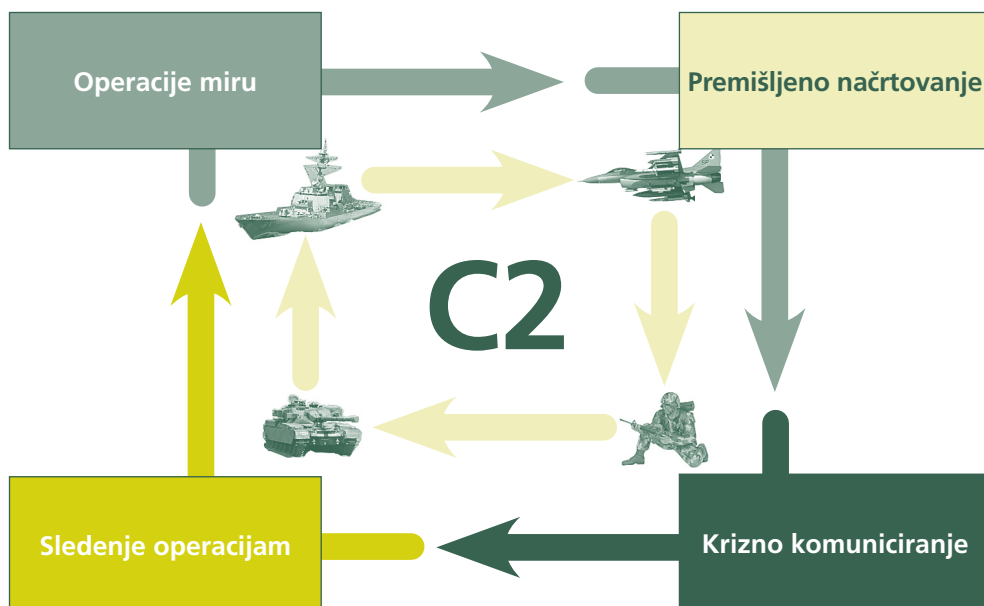 Operacije miru
Premišljeno načrtovanje
C2
Sledenje operacijam
Krizno komuniciranje